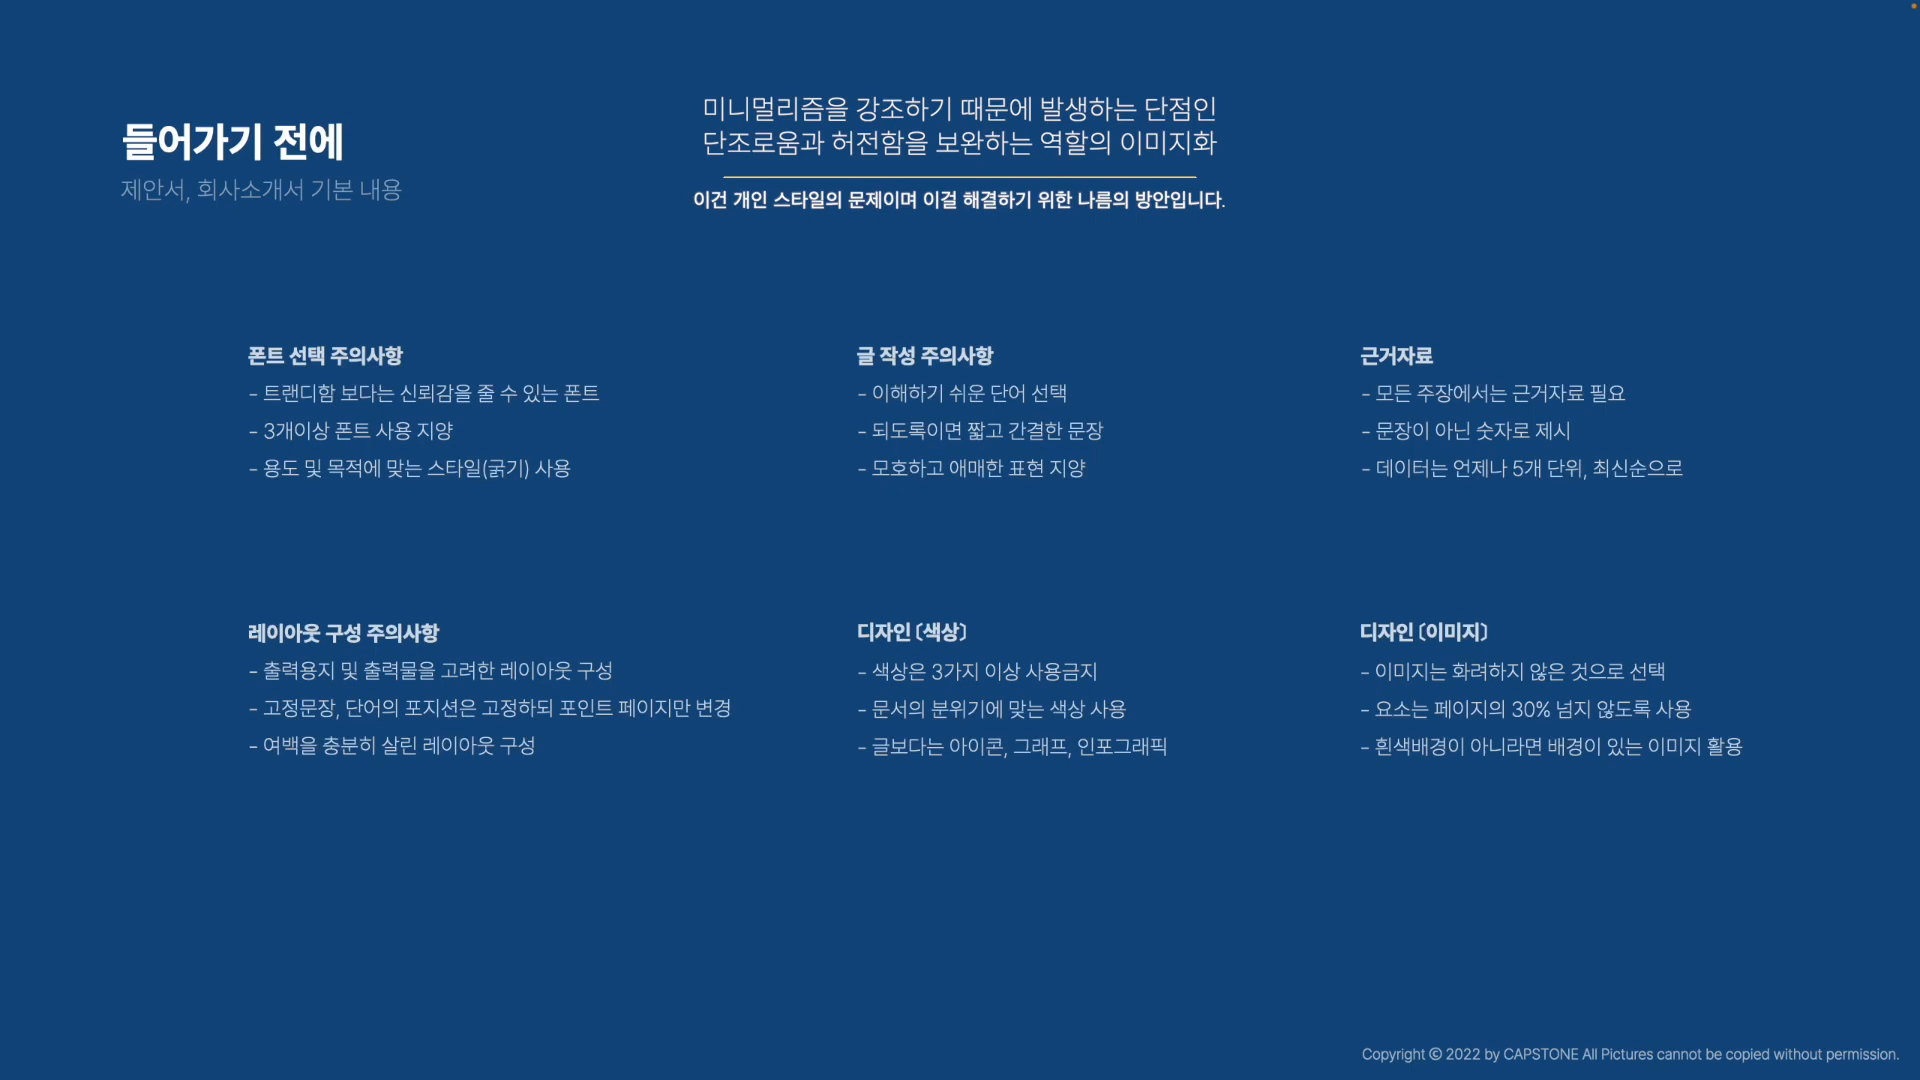 들어가기 전에
제안서, 회사소개서 기본 내용
미니멀리즘을 강조하기 때문에 발생하는 단점인
단조로움과 허전함을 보완하는 역할의 이미지화
이건 개인 스타일의 문제이며 이걸 해결하기 위한 나름의 방안입니다.
폰트 선택 주의사항
- 트랜디함 보다는 신뢰감을 줄 수 있는 폰트
- 3개이상 폰트 사용 지양
- 용도 및 목적에 맞는 스타일(굵기) 사용
글 작성 주의사항
- 이해하기 쉬운 단어 선택
- 되도록이면 짧고 간결한 문장
- 모호하고 애매한 표현 지양
근거자료
- 모든 주장에서는 근거자료 필요
- 문장이 아닌 숫자로 제시
- 데이터는 언제나 5개 단위, 최신순으로
레이아웃 구성 주의사항
- 출력용지 및 출력물을 고려한 레이아웃 구성
- 고정문장, 단어의 포지션은 고정하되 포인트 페이지만 변경
- 여백을 충분히 살린 레이아웃 구성
디자인 (색상)
- 색상은 3가지 이상 사용금지
- 문서의 분위기에 맞는 색상 사용
- 글보다는 아이콘, 그래프, 인포그래픽
디자인 (이미지)
- 이미지는 화려하지 않은 것으로 선택
- 요소는 페이지의 30% 넘지 않도록 사용
- 흰색배경이 아니라면 배경이 있는 이미지 활용
Copyright © 2022 by CAPSTONE All Pictures cannot be copied without permission.